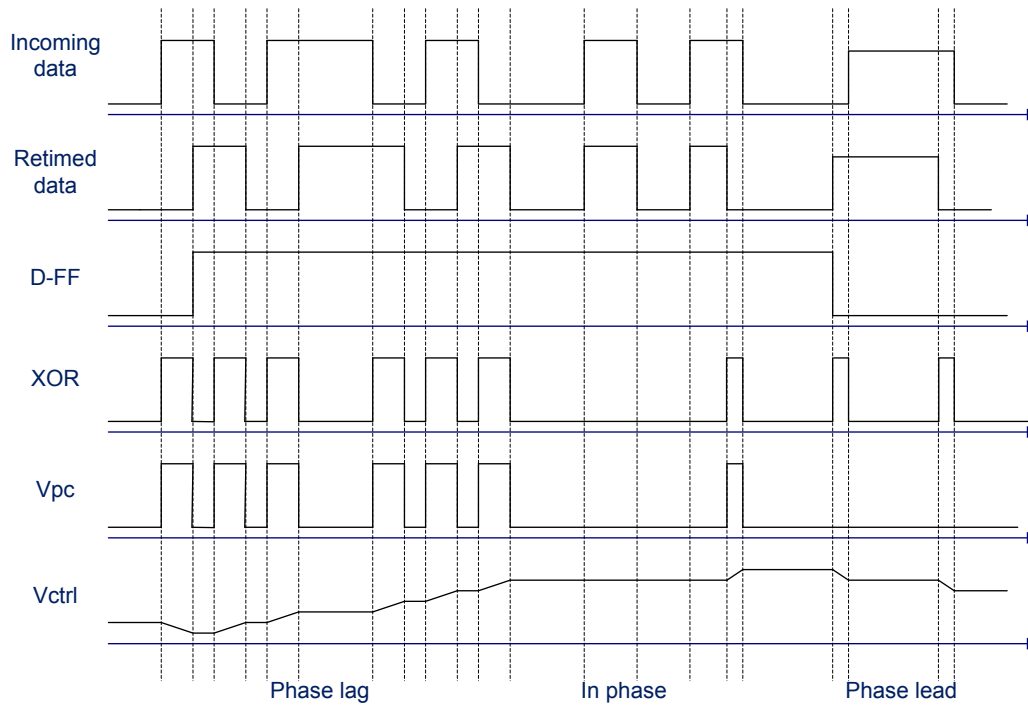 Incoming
data
Retimed
data
D-FF
XOR
Vpc
Vctrl
Phase lag
In phase
Phase lead